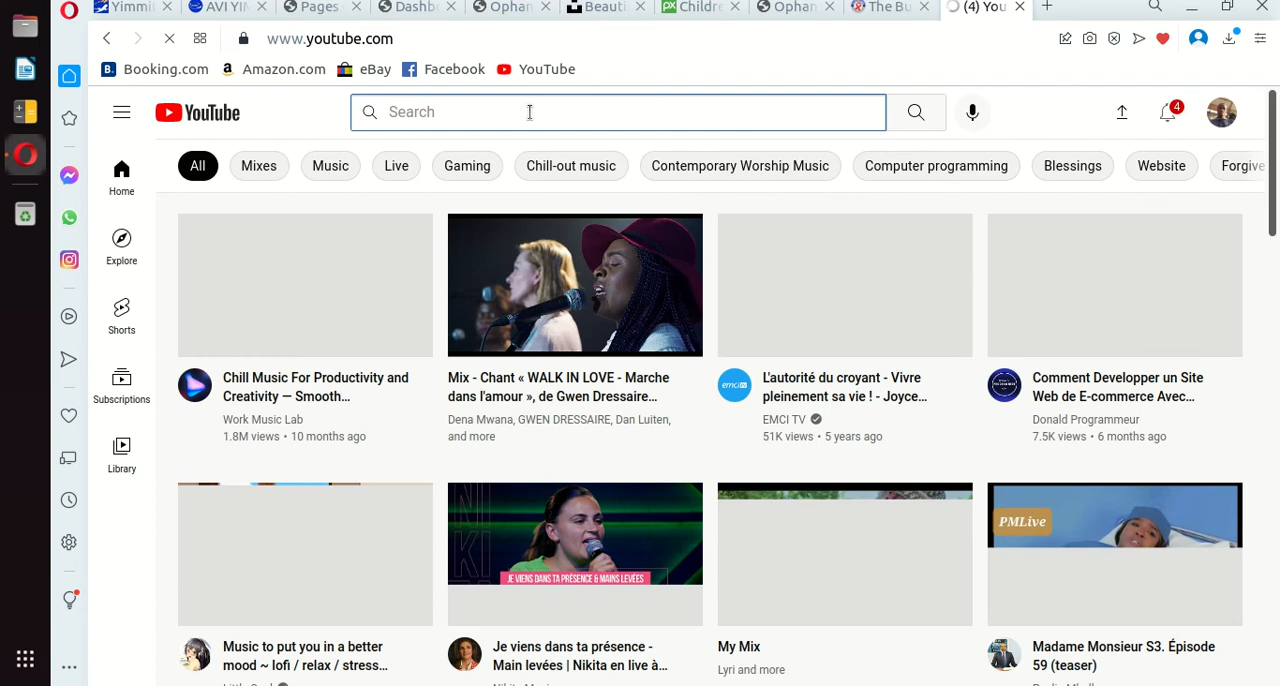 Yimmi
AVI YIM
Pages
Dashb
Ophan
Beauti
Childre
Ophan
The Bu
(4) You
www.youtube.com
Booking.com
Amazon.com
eBay
Facebook
YouTube
YouTube
Search
4
All
Mixes
Music
Live
Gaming
Chill-out music
Contemporary Worship Music
Computer programming
Blessings
Website
Forgive
Home
Explore
Shorts
Subscriptions
Library
Chill Music For Productivity and
Creativity — Smooth...
Work Music Lab
1.8M views • 10 months ago
Mix - Chant « WALK IN LOVE - Marche
dans l'amour », de Gwen Dressaire...
Dena Mwana, GWEN DRESSAIRE, Dan Luiten,
and more
emci
L'autorité du croyant - Vivre
pleinement sa vie ! - Joyce...
EMCI TV
51K views • 5 years ago
Comment Developper un Site
Web de E-commerce Avec...
Donald Programmeur
7.5K views • 6 months ago
JE VIENS DANS TA PRÉSENCE & MAINS LEVÉES
PMLive
Music to put you in a better
mood ~ lofi / relax / stress...
Je viens dans ta présence -
Main levées | Nikita en live à...
My Mix
Lyri and more
Madame Monsieur S3. Épisode
59 (teaser)